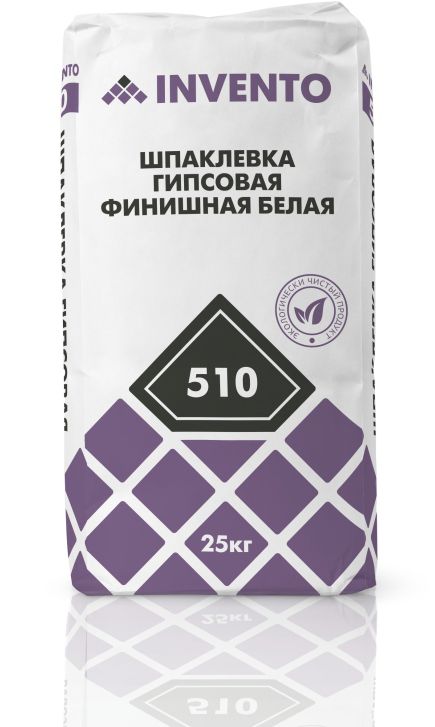 INVENTO
ШПАКЛЕВКА
ГИПСОВАЯ
ФИНИШНАЯ БЕЛАЯ
ЭКОЛОГИЧЕСКИ ЧИСТЫЙ ПРОДУКТ
510
25кг